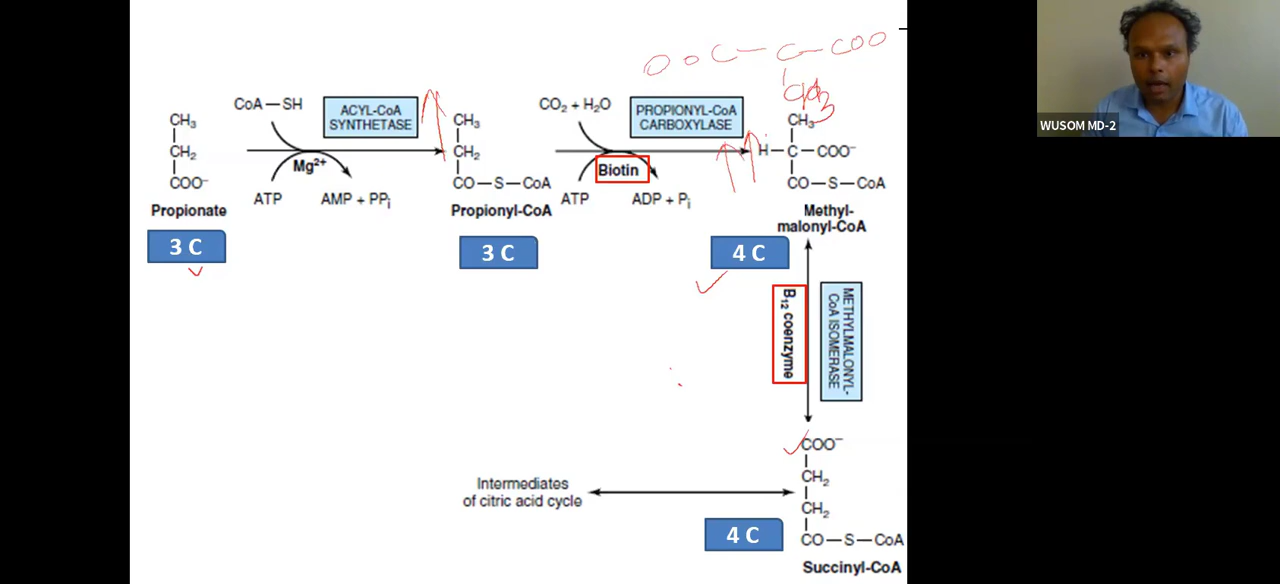 OOC — C — COO
CH3
CoA—SH
ACYL-CoA
SYNTHETASE
CH3
CH2
COO⁻
Mg2+
ATP
AMP + PPi
Propionate
3 C
CH3
CH2
CO—S—CoA
Propionyl-CoA
3 C
CO2 + H2O
PROPIONYL-CoA
CARBOXYLASE
Biotin
ATP
ADP + Pi
CH3
H—C—COO⁻
CO—S—CoA
Methyl-
malonyl-CoA
4 C
B12 coenzyme
METHYLMALONYL-
CoA ISOMERASE
COO⁻
CH2
CH2
CO—S—CoA
Succinyl-CoA
4 C
Intermediates
of citric acid cycle
WUSOM MD-2